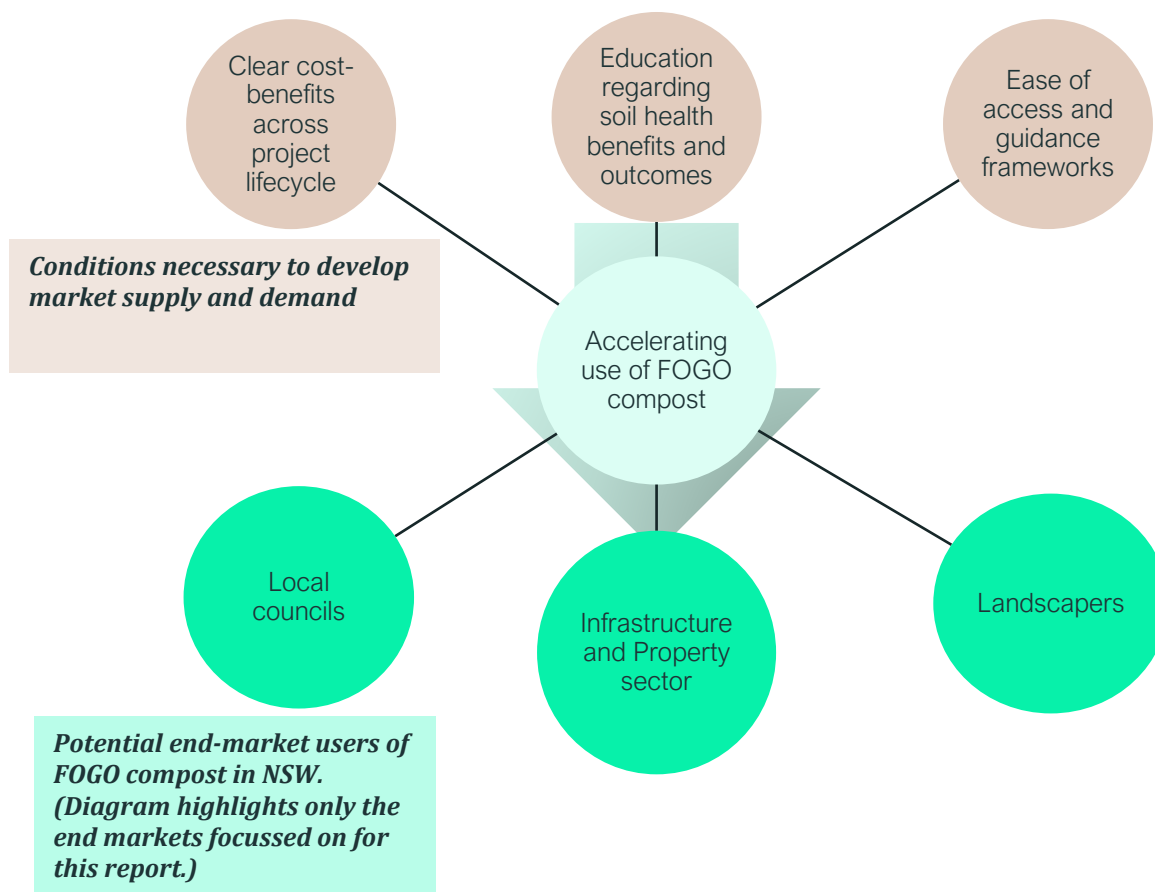 Clear cost-
benefits
across
project
lifecycle
Education
regarding
soil health
benefits and
outcomes
Ease of
access and
guidance
frameworks
Conditions necessary to develop
market supply and demand
Accelerating
use of FOGO
compost
Local
councils
Infrastructure
and Property
sector
Landscapers
Potential end-market users of
FOGO compost in NSW.
(Diagram highlights only the
end markets focussed on for
this report.)